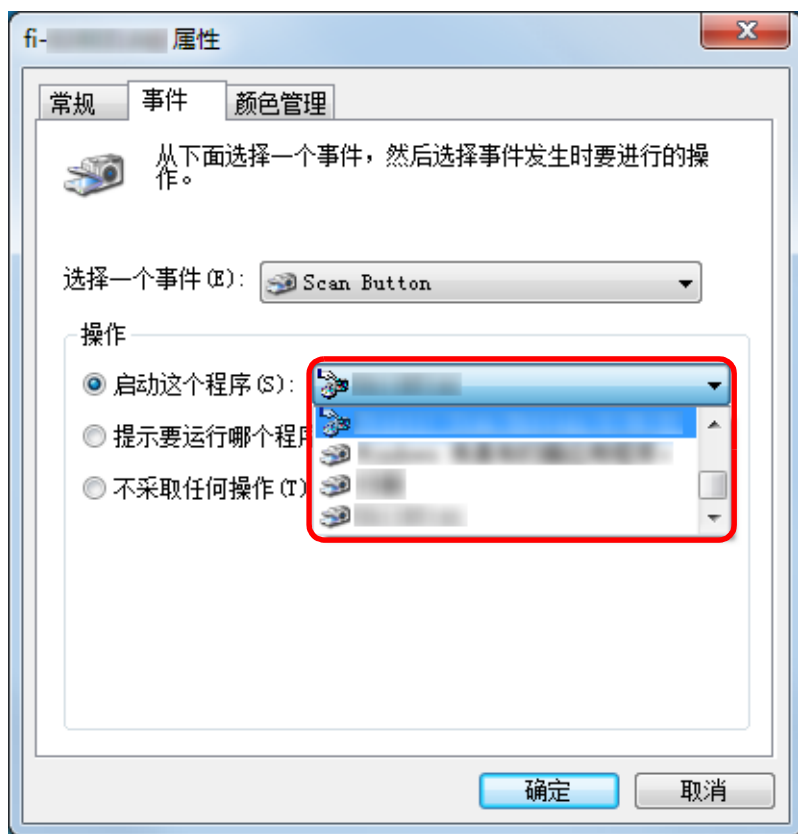 fi- 属性
常规 事件 颜色管理
从下面选择一个事件，然后选择事件发生时要进行的操
作。
选择一个事件(E): Scan Button
操作
启动这个程序(S):
提示要运行哪个程序
不采取任何操作(T)
确定 取消